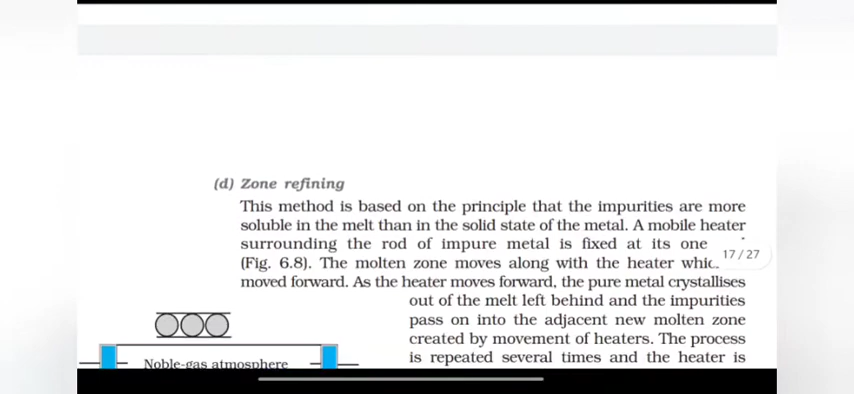 (d) Zone refining
This method is based on the principle that the impurities are more
soluble in the melt than in the solid state of the metal. A mobile heater
surrounding the rod of impure metal is fixed at its one
17/27
(Fig. 6.8). The molten zone moves along with the heater
moved forward. As the heater moves forward, the pure metal crystallises
out of the melt left behind and the impurities
pass on into the adjacent new molten zone
created by movement of heaters. The process
is repeated several times and the heater is
Noble-gas atmosphere